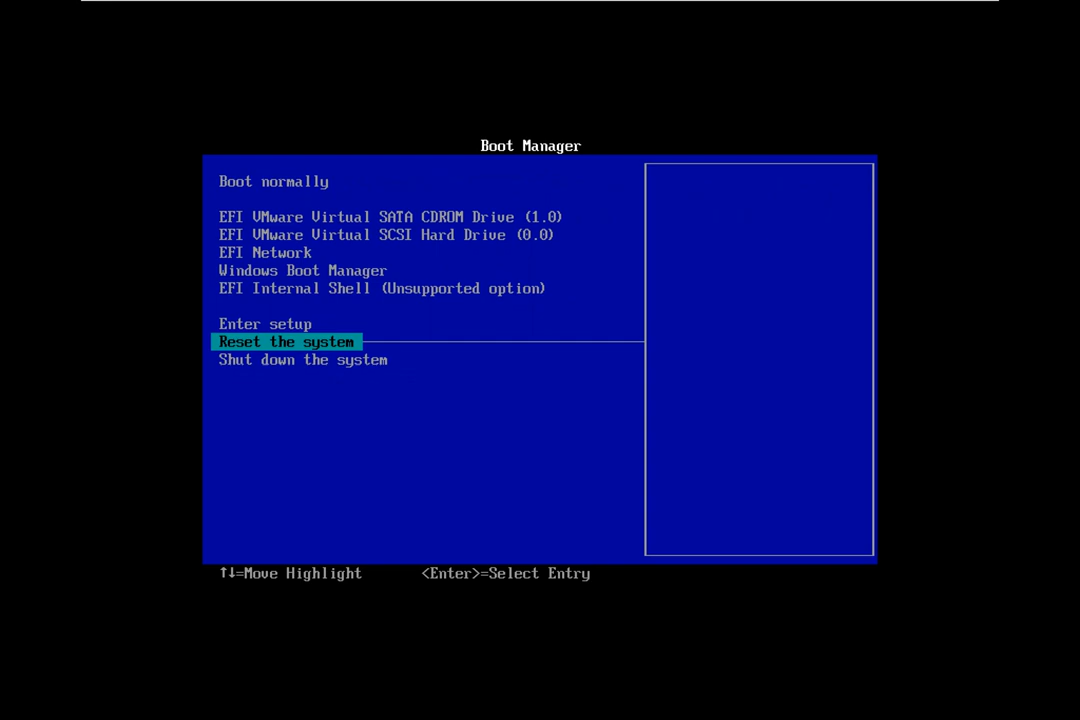 Boot Manager
Boot normally
EFI VMware Virtual SATA CDROM Drive (1.0)
EFI VMware Virtual SCSI Hard Drive (0.0)
EFI Network
Windows Boot Manager
EFI Internal Shell (Unsupported option)
Enter setup
Reset the system
Shut down the system
↑↓=Move Highlight <Enter>=Select Entry